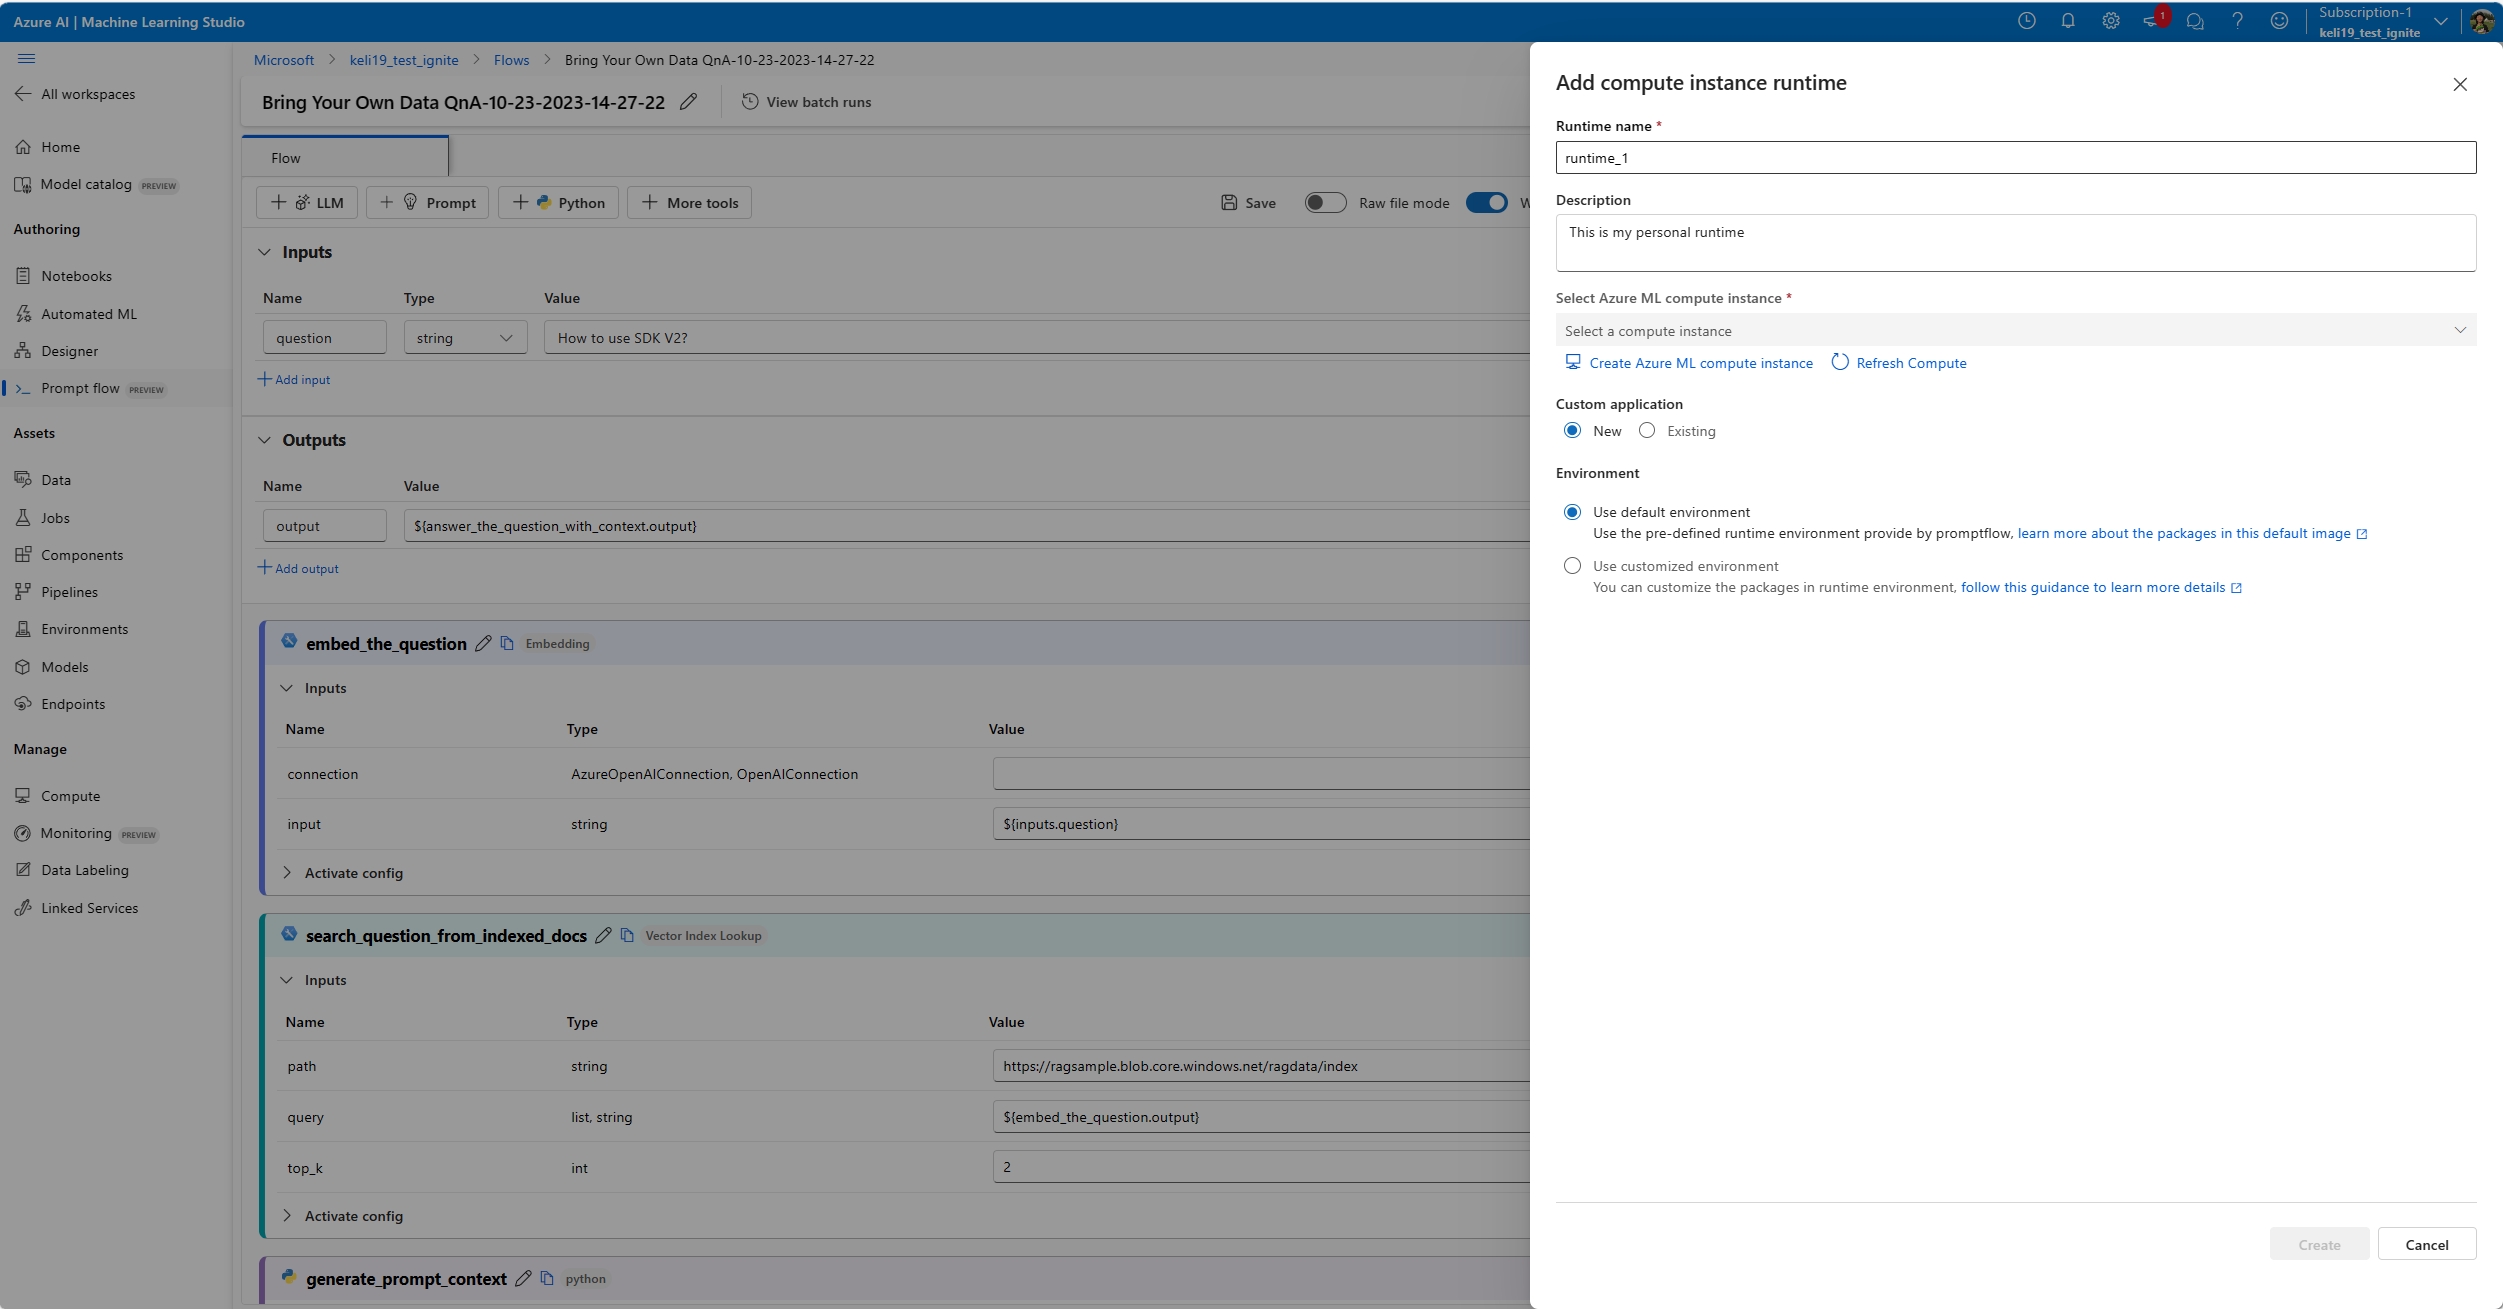 Azure AI | Machine Learning Studio
1
Subscription-1
keli19_test_ignite
All workspaces
Home
Model catalog PREVIEW
Authoring
Notebooks
Automated ML
Designer
Prompt flow PREVIEW
Assets
Data
Jobs
Components
Pipelines
Environments
Models
Endpoints
Manage
Compute
Monitoring PREVIEW
Data Labeling
Linked Services
Microsoft > keli19_test_ignite > Flows > Bring Your Own Data QnA-10-23-2023-14-27-22
Bring Your Own Data QnA-10-23-2023-14-27-22 View batch runs
Flow
+ LLM + Prompt + Python + More tools Save Raw file mode
Inputs
Name Type Value
question string How to use SDK V2?
+ Add input
Outputs
Name Value
output ${answer_the_question_with_context.output}
+ Add output
embed_the_question Embedding
Inputs
Name Type Value
connection AzureOpenAIConnection, OpenAIConnection
input string ${inputs.question}
Activate config
search_question_from_indexed_docs Vector Index Lookup
Inputs
Name Type Value
path string https://ragsample.blob.core.windows.net/ragdata/index
query list, string ${embed_the_question.output}
top_k int 2
Activate config
generate_prompt_context python
Add compute instance runtime
Runtime name *
runtime_1
Description
This is my personal runtime
Select Azure ML compute instance *
Select a compute instance
Create Azure ML compute instance Refresh Compute
Custom application
New Existing
Environment
Use default environment
Use the pre-defined runtime environment provide by promptflow, learn more about the packages in this default image
Use customized environment
You can customize the packages in runtime environment, follow this guidance to learn more details
Create Cancel